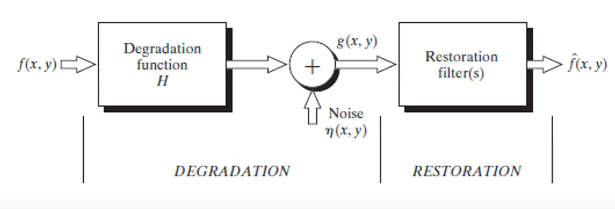 f(x, y)
Degradation
function
H
+
g(x, y)
Noise
η(x, y)
Restoration
filter(s)
f̂(x, y)
DEGRADATION
RESTORATION